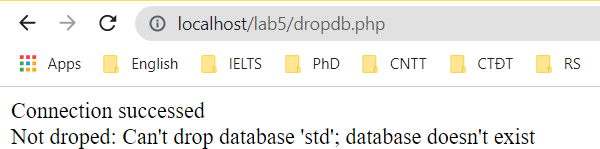 localhost/lab5/dropdb.php
Apps English IELTS PhD CNTT CTĐT RS
Connection successed
Not droped: Can't drop database 'std'; database doesn't exist